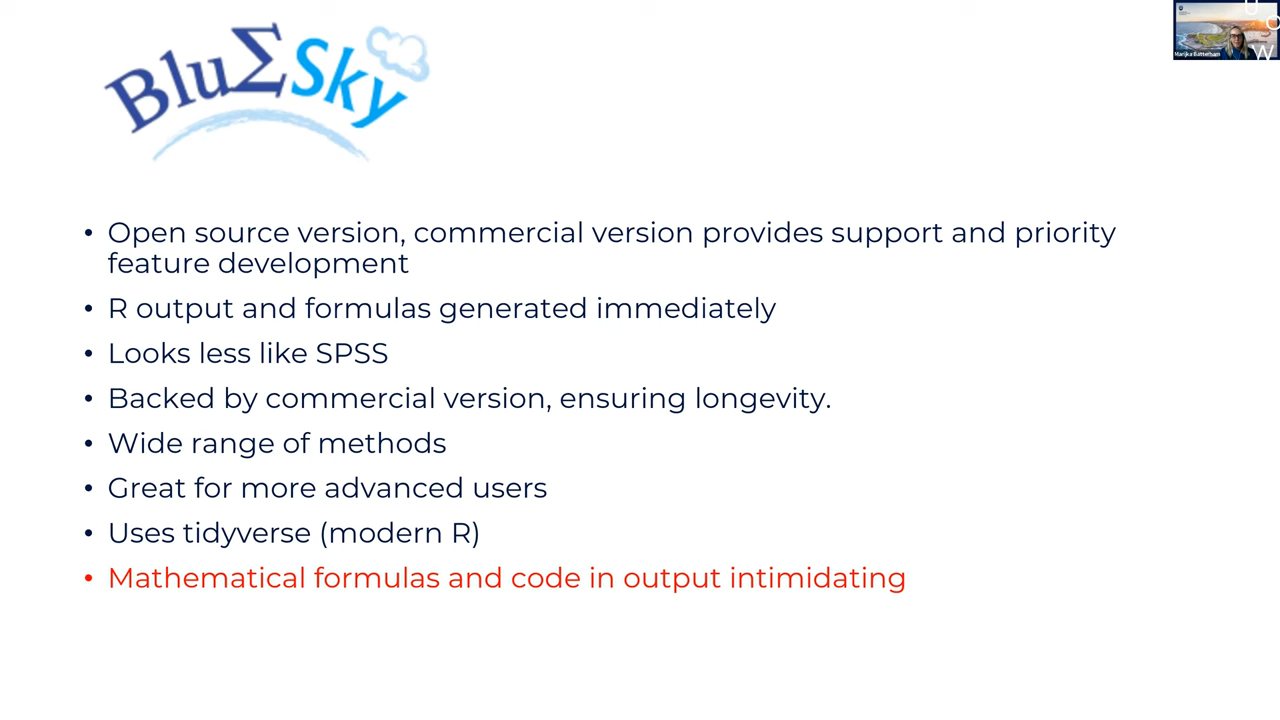 BluΣSky
Marijka Batterham
• Open source version, commercial version provides support and priority
feature development
• R output and formulas generated immediately
• Looks less like SPSS
• Backed by commercial version, ensuring longevity.
• Wide range of methods
• Great for more advanced users
• Uses tidyverse (modern R)
• Mathematical formulas and code in output intimidating